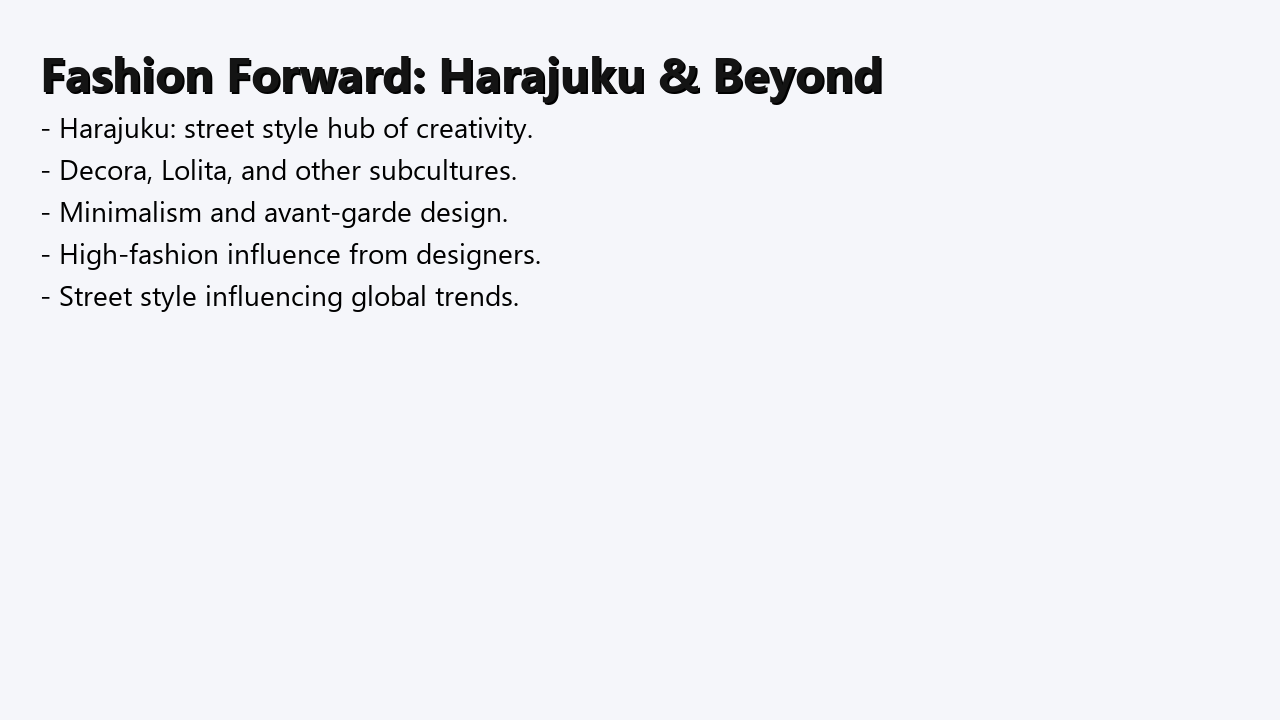 Fashion Forward: Harajuku & Beyond
- Harajuku: street style hub of creativity.
- Decora, Lolita, and other subcultures.
- Minimalism and avant-garde design.
- High-fashion influence from designers.
- Street style influencing global trends.